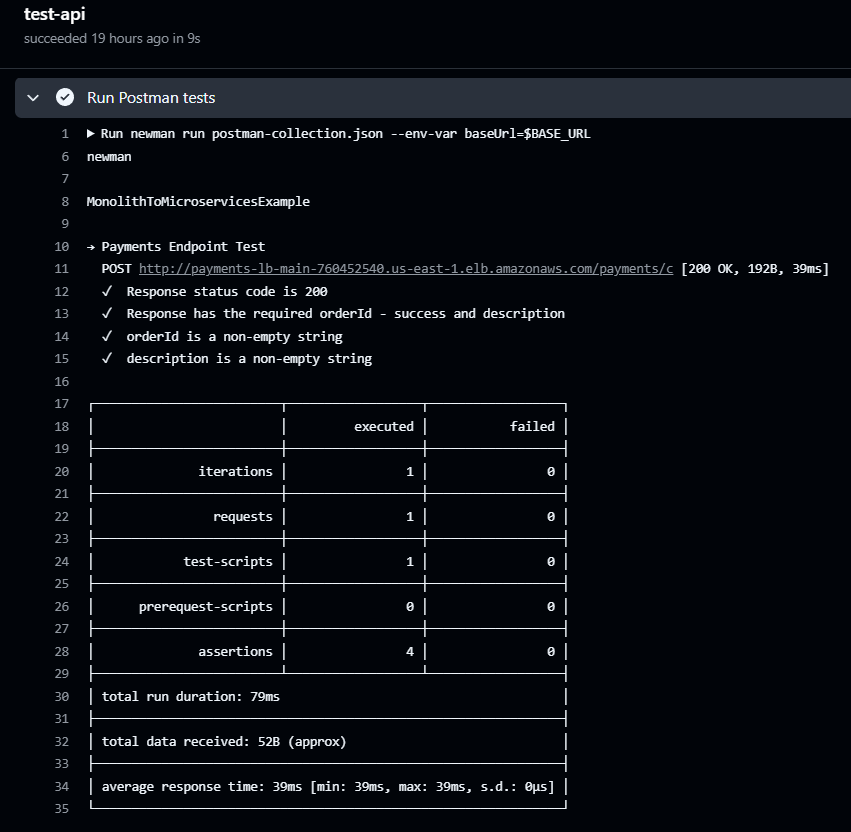 test-api
succeeded 19 hours ago in 9s
Run Postman tests
1 ▶ Run newman run postman-collection.json --env-var baseUrl=$BASE_URL
6 newman
7
8 MonolithToMicroservicesExample
9
10 → Payments Endpoint Test
11 POST http://payments-lb-main-760452540.us-east-1.elb.amazonaws.com/payments/c [200 OK, 192B, 39ms]
12 ✓ Response status code is 200
13 ✓ Response has the required orderId - success and description
14 ✓ orderId is a non-empty string
15 ✓ description is a non-empty string
16
17
18 executed failed
19
20 iterations 1 0
21
22 requests 1 0
23
24 test-scripts 1 0
25
26 prerequest-scripts 0 0
27
28 assertions 4 0
29
30 total run duration: 79ms
31
32 total data received: 52B (approx)
33
34 average response time: 39ms [min: 39ms, max: 39ms, s.d.: 0µs]
35